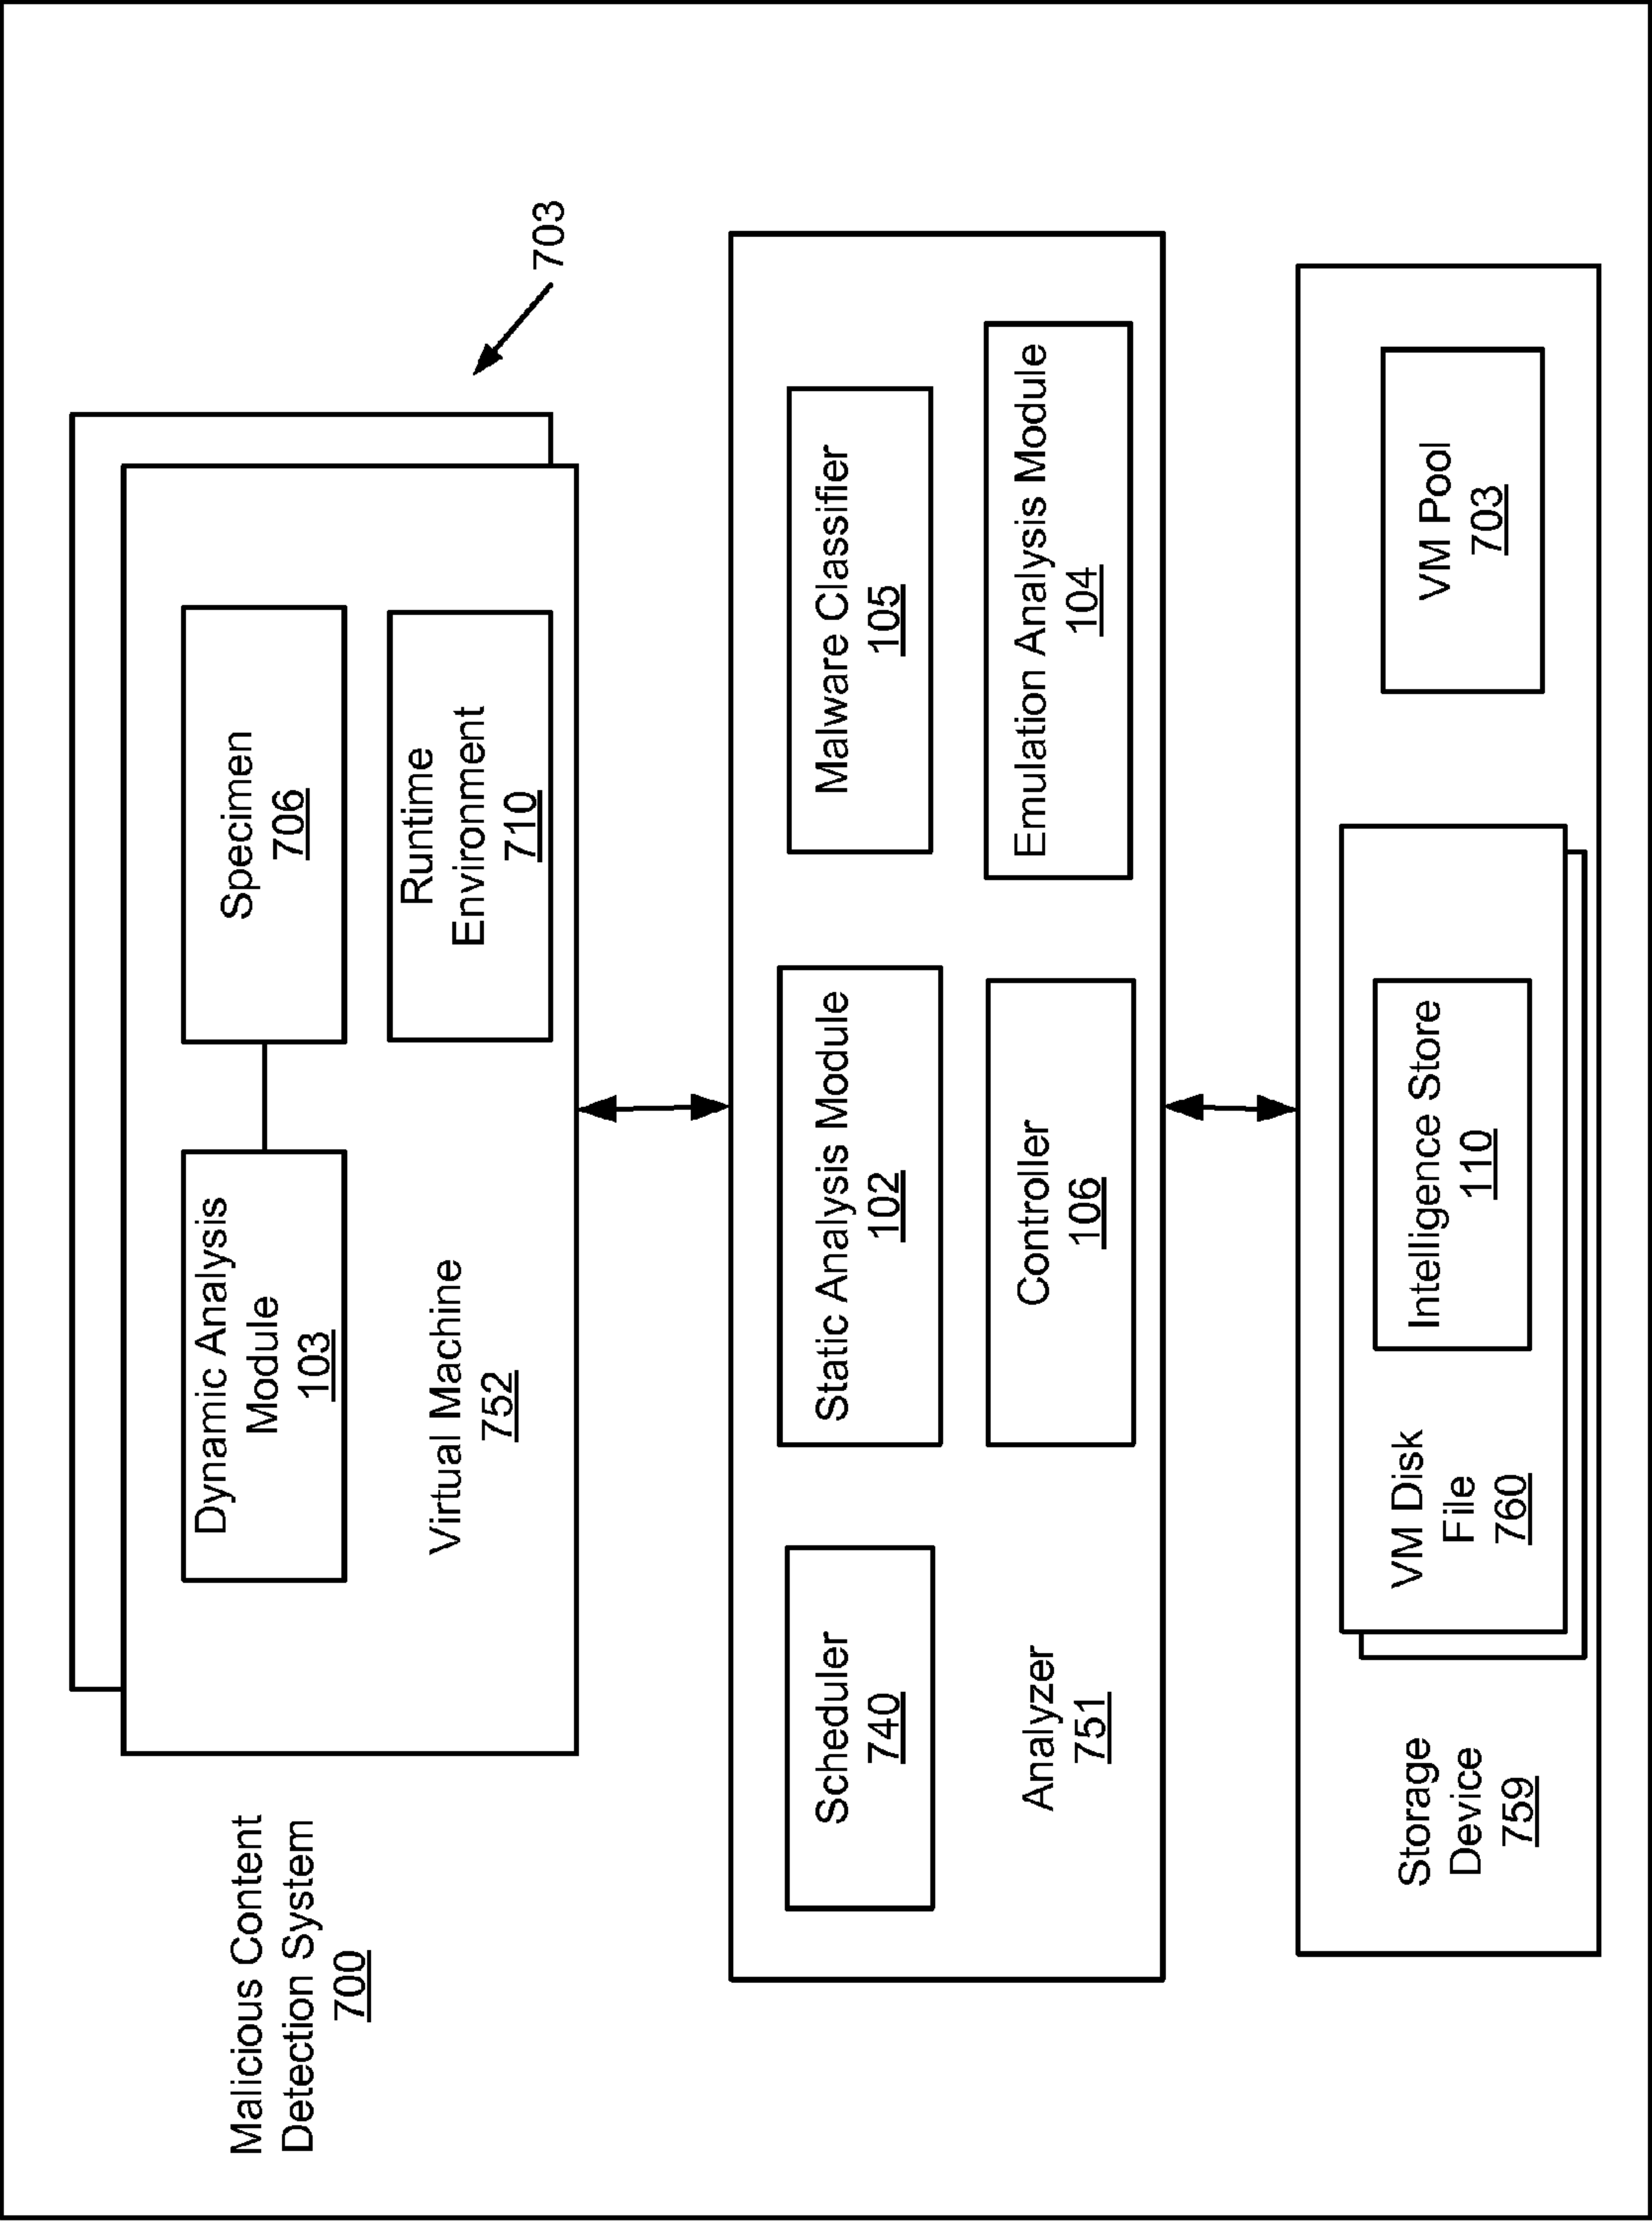 Malicious Content
Detection System
700
Dynamic Analysis
Module
103
Specimen
706
Virtual Machine
752
Runtime
Environment
710
703
Scheduler
740
Static Analysis Module
102
Malware Classifier
105
Analyzer
751
Controller
106
Emulation Analysis Module
104
Storage
Device
759
VM Disk
File
760
Intelligence Store
110
VM Pool
703